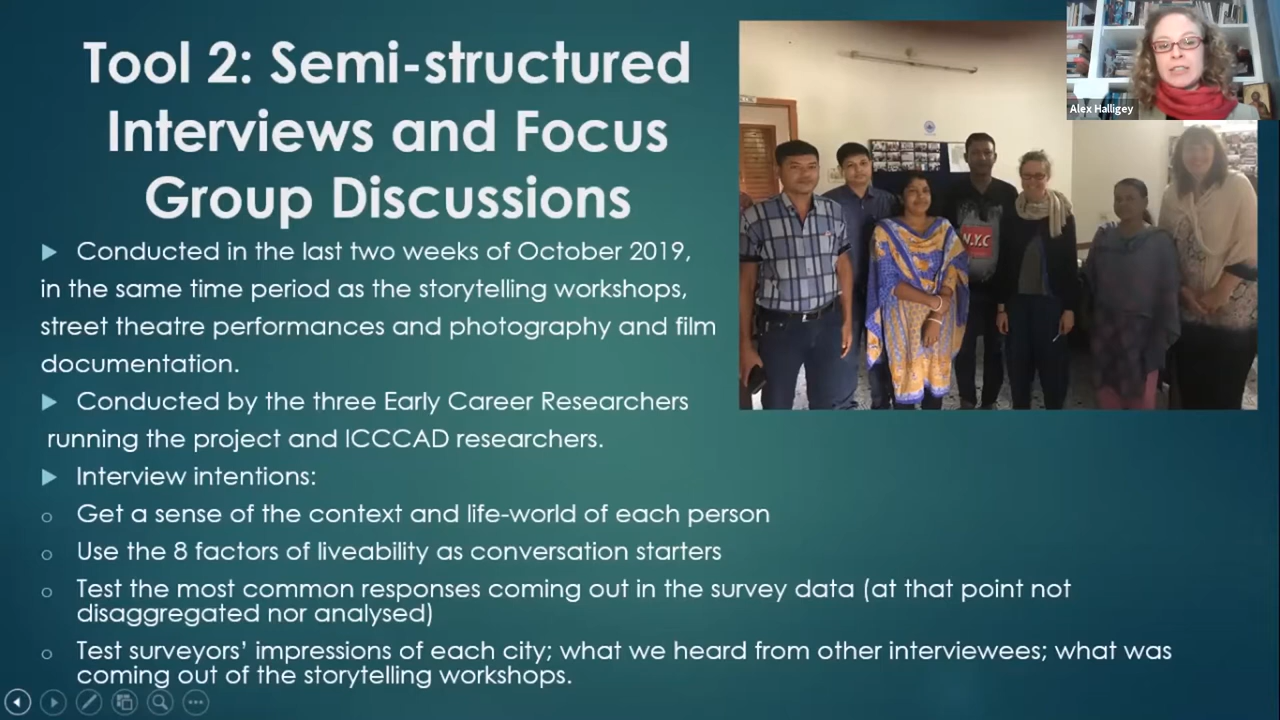 Tool 2: Semi-structured
Interviews and Focus
Group Discussions
Conducted in the last two weeks of October 2019,
in the same time period as the storytelling workshops,
street theatre performances and photography and film
documentation.
Conducted by the three Early Career Researchers
running the project and ICCCAD researchers.
Interview intentions:
Get a sense of the context and life-world of each person
Use the 8 factors of liveability as conversation starters
Test the most common responses coming out in the survey data (at that point not
disaggregated nor analysed)
Test surveyors' impressions of each city; what we heard from other interviewees; what was
coming out of the storytelling workshops.
N.Y.C
Alex Halligey